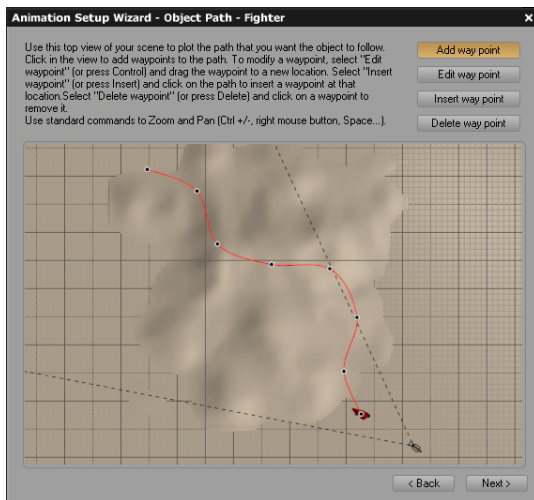 Animation Setup Wizard - Object Path - Fighter
Use this top view of your scene to plot the path that you want the object to follow.
Click in the view to add waypoints to the path. To modify a waypoint, select "Edit
waypoint" (or press Control) and drag the waypoint to a new location. Select "Insert
waypoint" (or press Insert) and click on the path to insert a waypoint at that
location.Select "Delete waypoint" (or press Delete) and click on a waypoint to
remove it.
Use standard commands to Zoom and Pan (Ctrl +/-, right mouse button, Space...).
Add way point
Edit way point
Insert way point
Delete way point
< Back
Next >